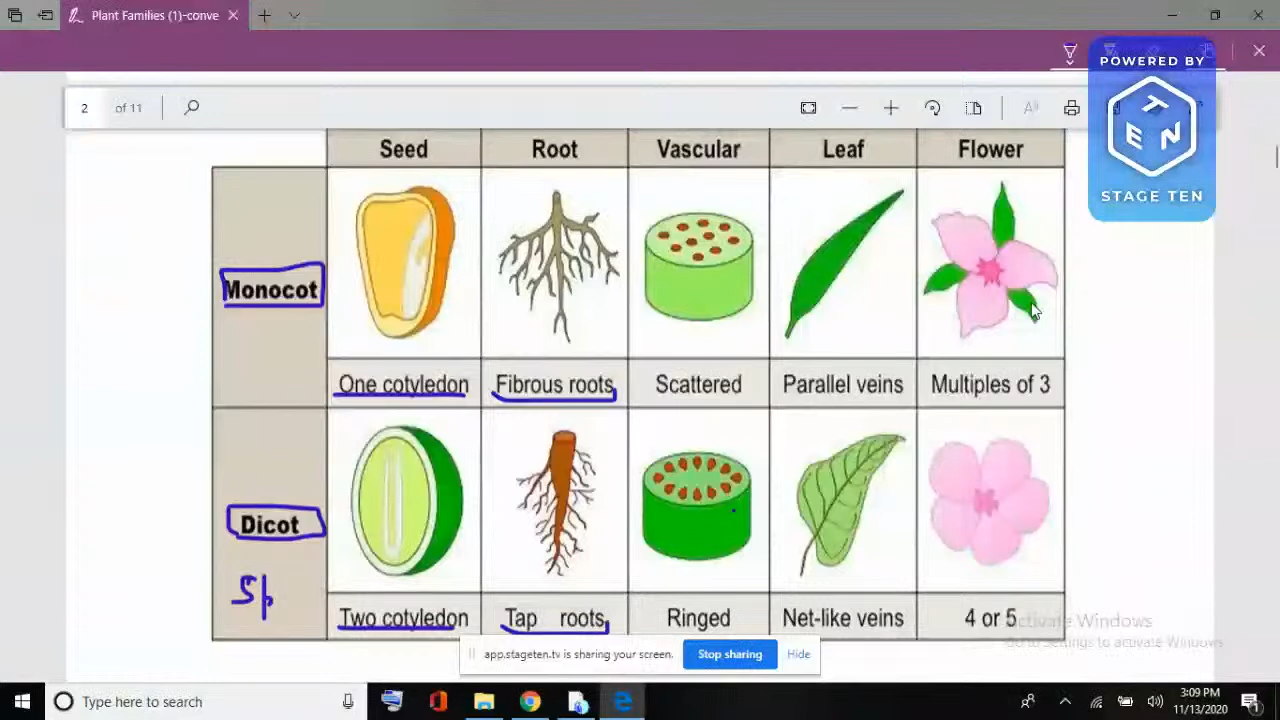 Plant Families (1)-conve
POWERED BY
TEN
STAGE TEN
2 of 11
Seed Root Vascular Leaf Flower
Monocot
One cotyledon Fibrous roots Scattered Parallel veins Multiples of 3
Dicot
Two cotyledon Tap roots Ringed Net-like veins 4 or 5
Activate Windows
Go to Settings to activate Windows
app.stageten.tv is sharing your screen. Stop sharing Hide
Type here to search
3:09 PM
11/13/2020